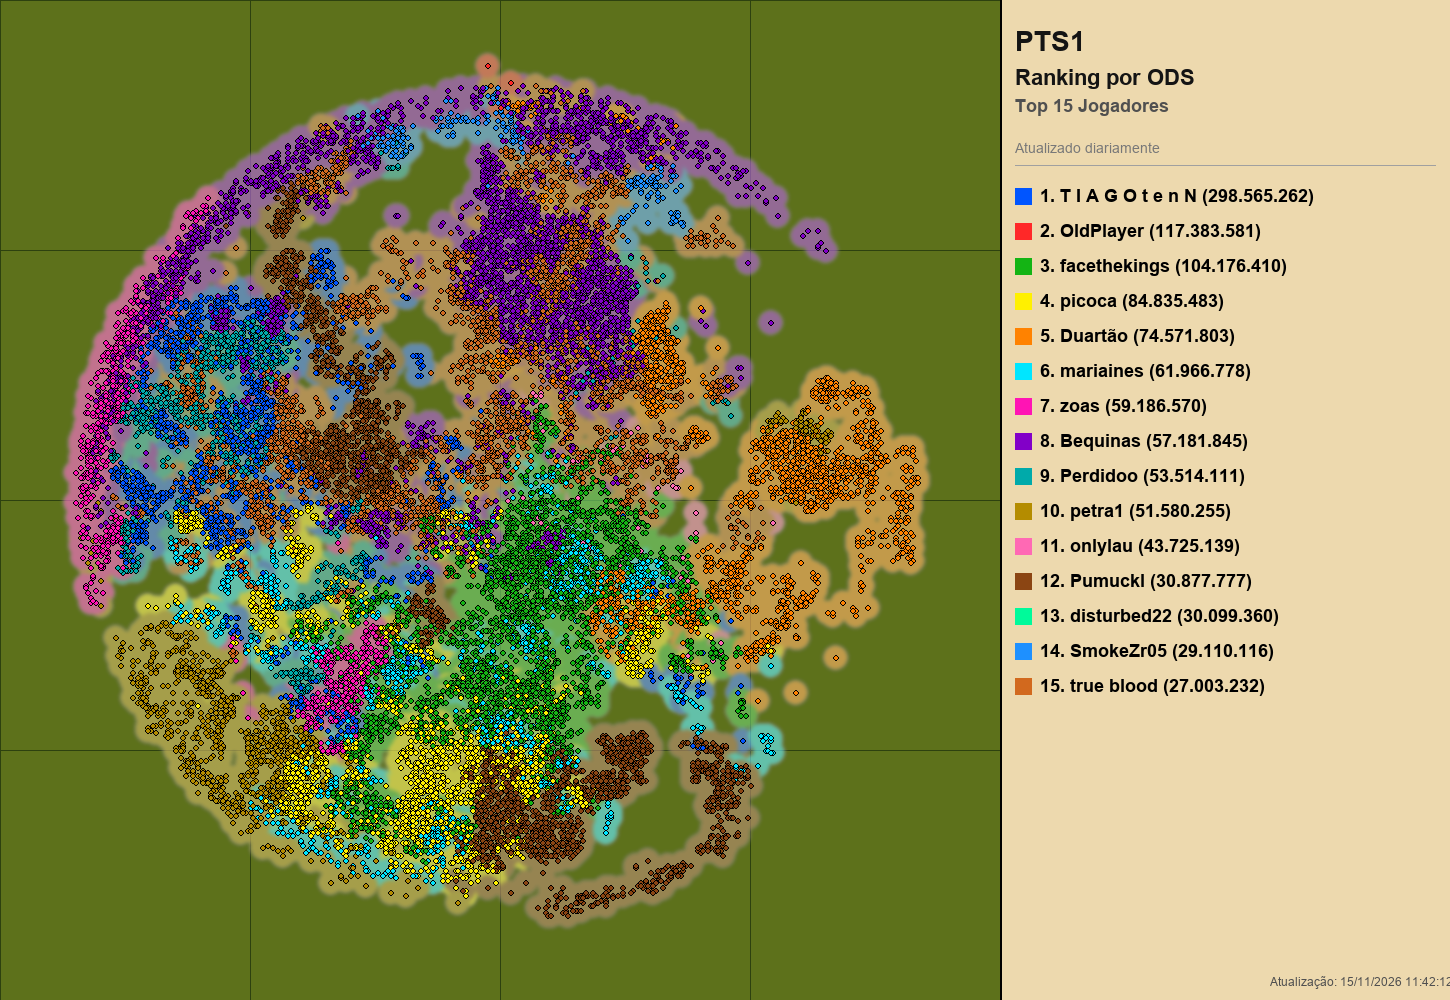 PTS1
Ranking por ODS
Top 15 Jogadores
Atualizado diariamente
1. T I A G O t e n N (298.565.262)
2. OldPlayer (117.383.581)
3. facethekings (104.176.410)
4. picoca (84.835.483)
5. Duartão (74.571.803)
6. mariaines (61.966.778)
7. zoas (59.186.570)
8. Bequinas (57.181.845)
9. Perdidoo (53.514.111)
10. petra1 (51.580.255)
11. onlylau (43.725.139)
12. Pumuckl (30.877.777)
13. disturbed22 (30.099.360)
14. SmokeZr05 (29.110.116)
15. true blood (27.003.232)
Atualização: 15/11/2026 11:42:12